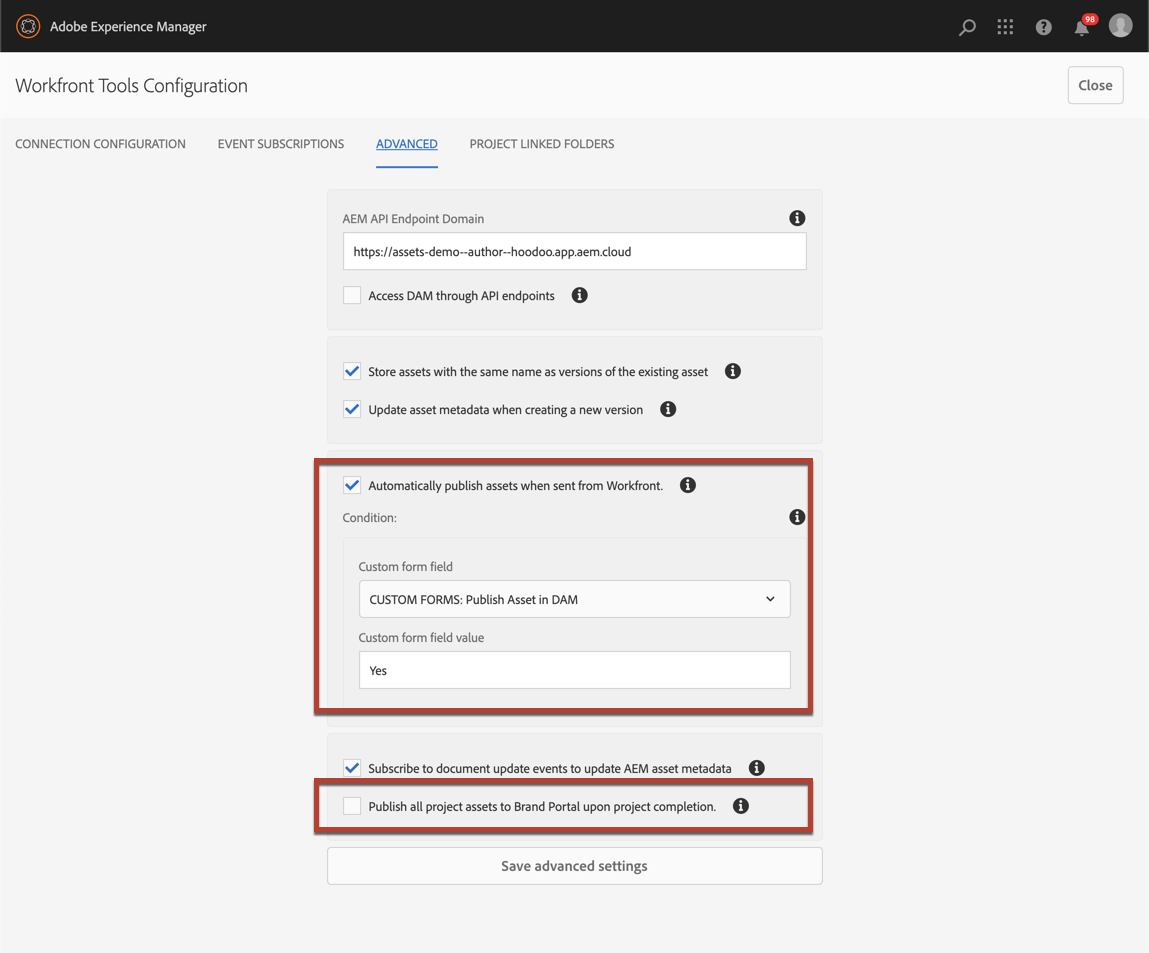 Adobe Experience Manager
98
Workfront Tools Configuration
Close
CONNECTION CONFIGURATION
EVENT SUBSCRIPTIONS
ADVANCED
PROJECT LINKED FOLDERS
AEM API Endpoint Domain
https://assets-demo--author--hoodoo.app.aem.cloud
Access DAM through API endpoints
Store assets with the same name as versions of the existing asset
Update asset metadata when creating a new version
Automatically publish assets when sent from Workfront.
Condition:
Custom form field
CUSTOM FORMS: Publish Asset in DAM
Custom form field value
Yes
Subscribe to document update events to update AEM asset metadata
Publish all project assets to Brand Portal upon project completion.
Save advanced settings